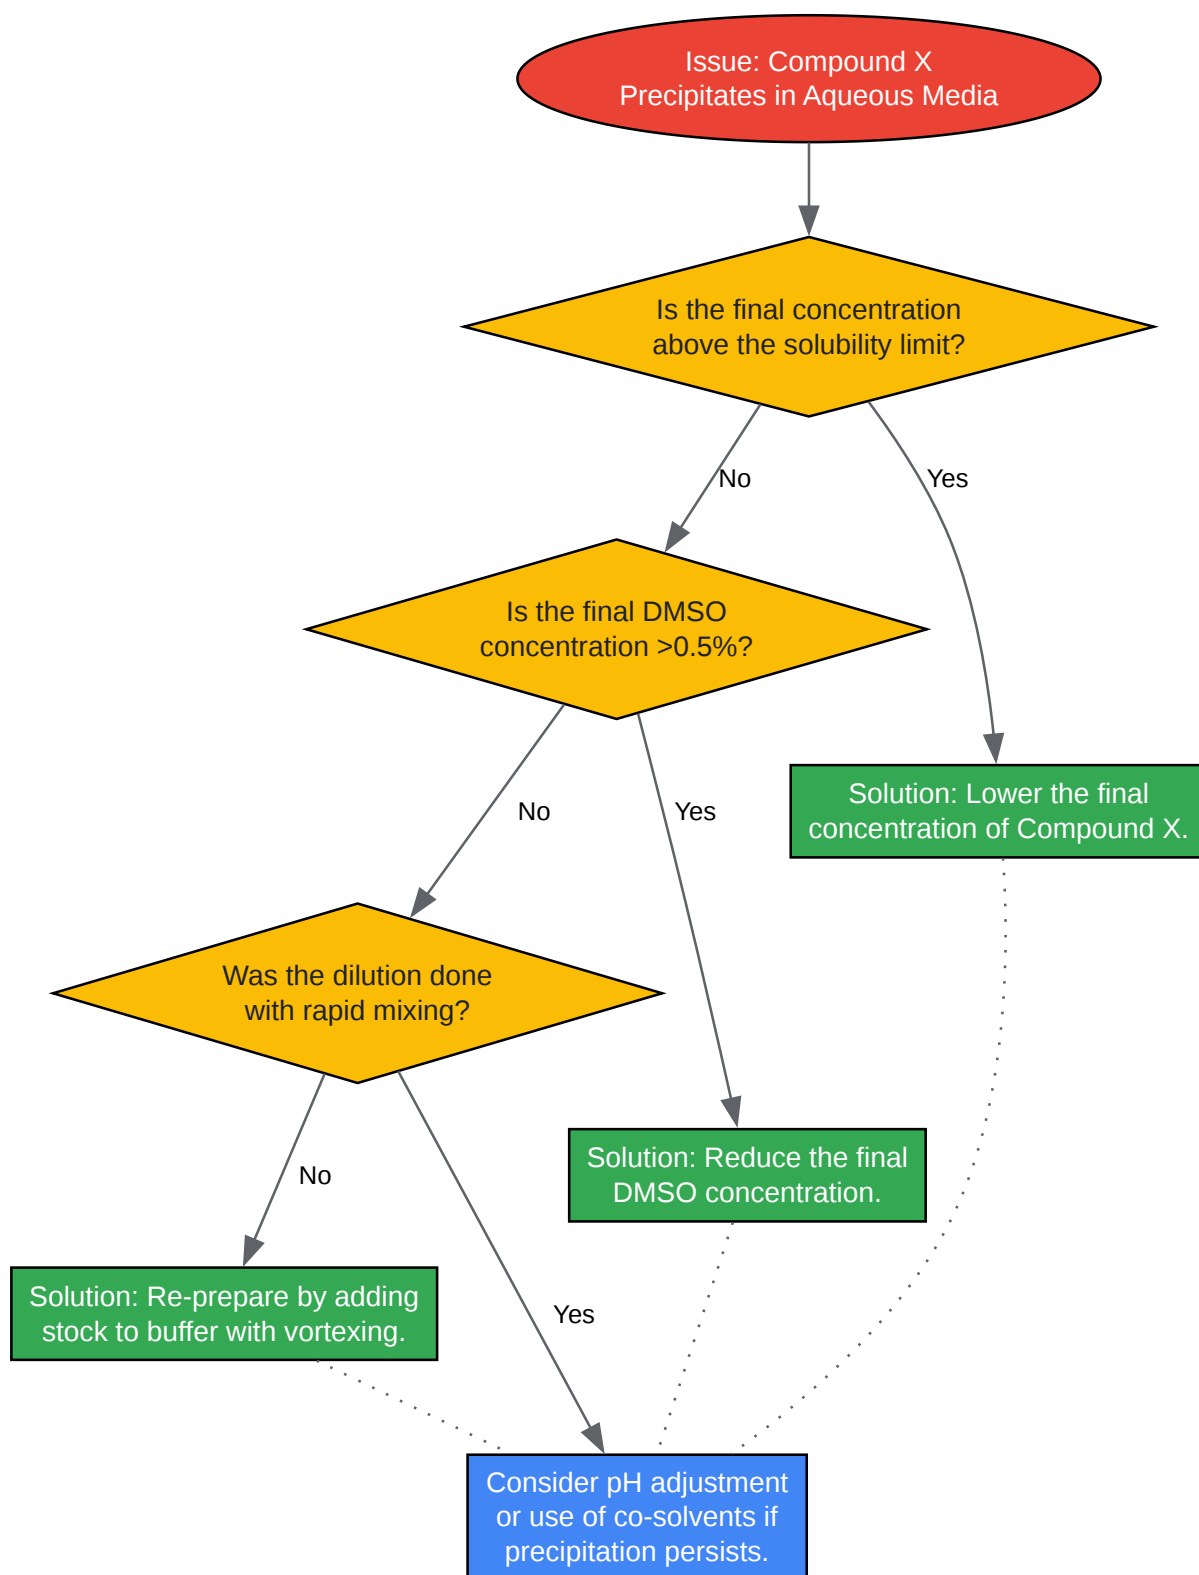 Issue: Compound X
Precipitates in Aqueous Media
Is the final concentration
above the solubility limit?
No
Yes
Is the final DMSO
concentration >0.5%?
No
Yes
Solution: Lower the final
concentration of Compound X.
Was the dilution done
with rapid mixing?
No
Yes
Solution: Reduce the final
DMSO concentration.
Solution: Re-prepare by adding
stock to buffer with vortexing.
Consider pH adjustment
or use of co-solvents if
precipitation persists.